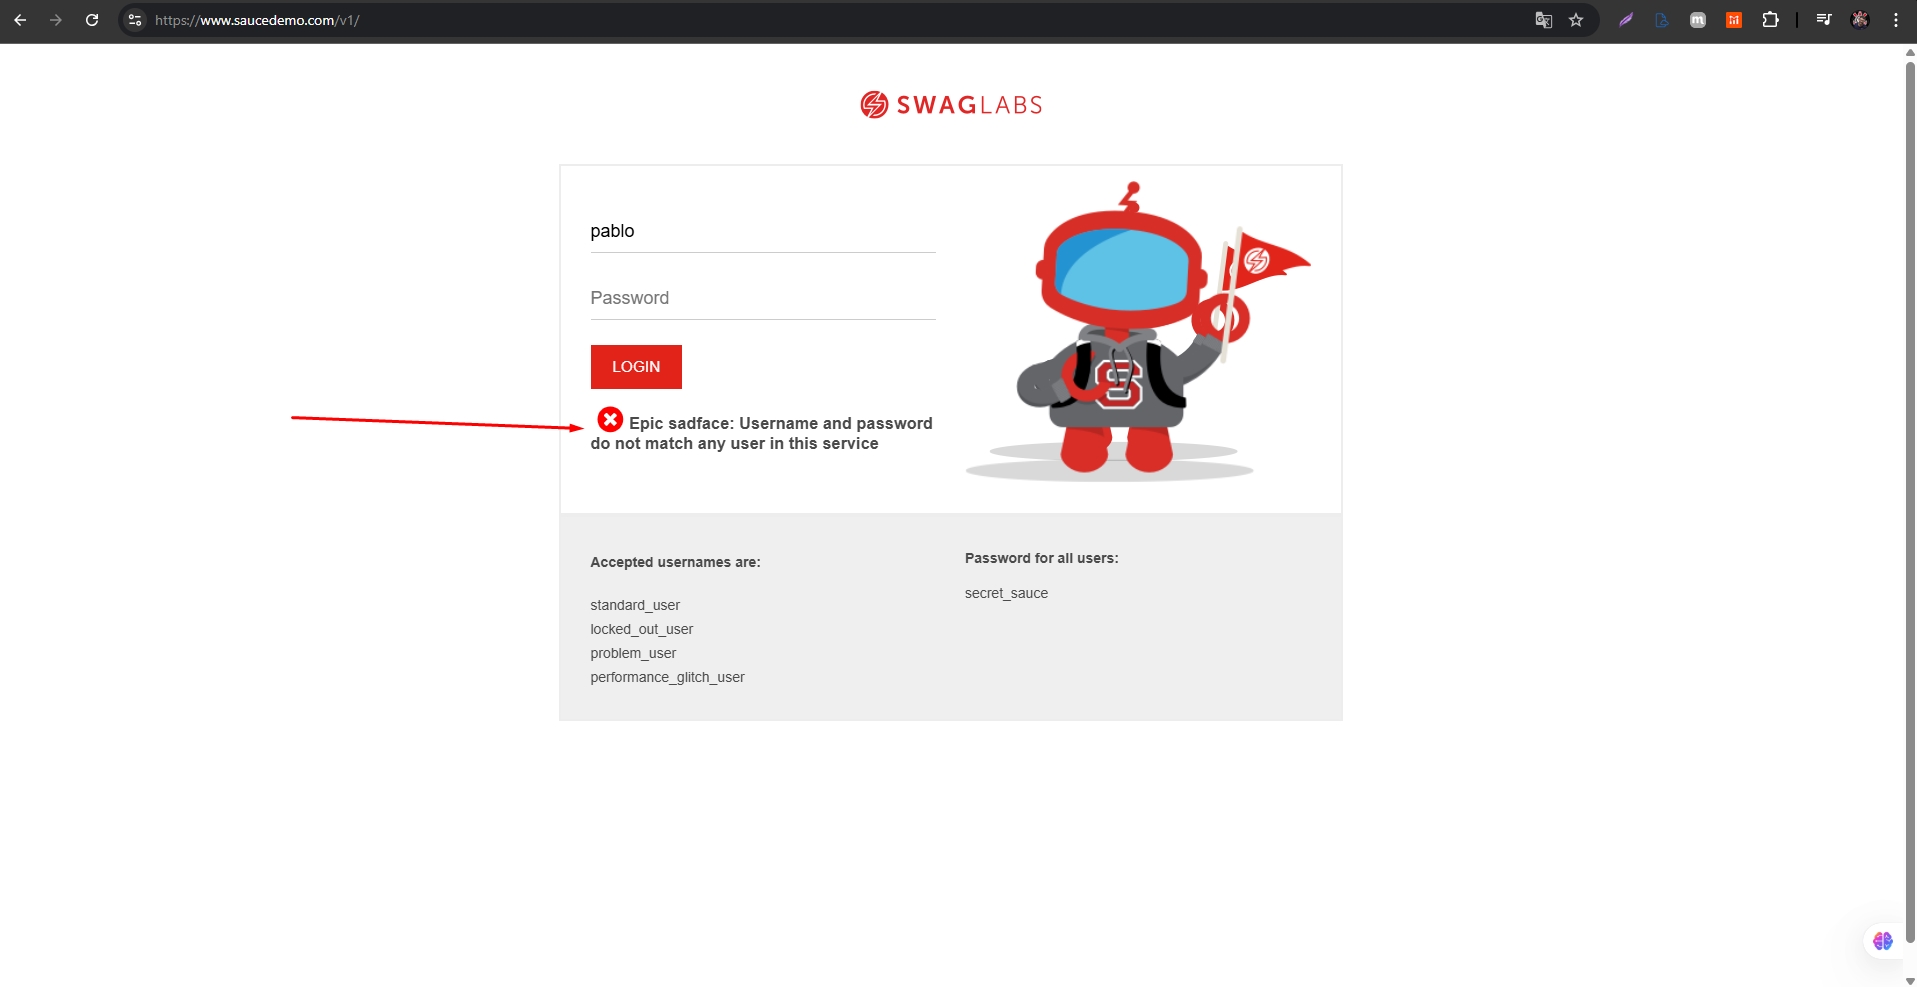 https://www.saucedemo.com/v1/
SWAGLABS
pablo
Password
LOGIN
Epic sadface: Username and password
do not match any user in this service
Accepted usernames are:
standard_user
locked_out_user
problem_user
performance_glitch_user
Password for all users:
secret_sauce